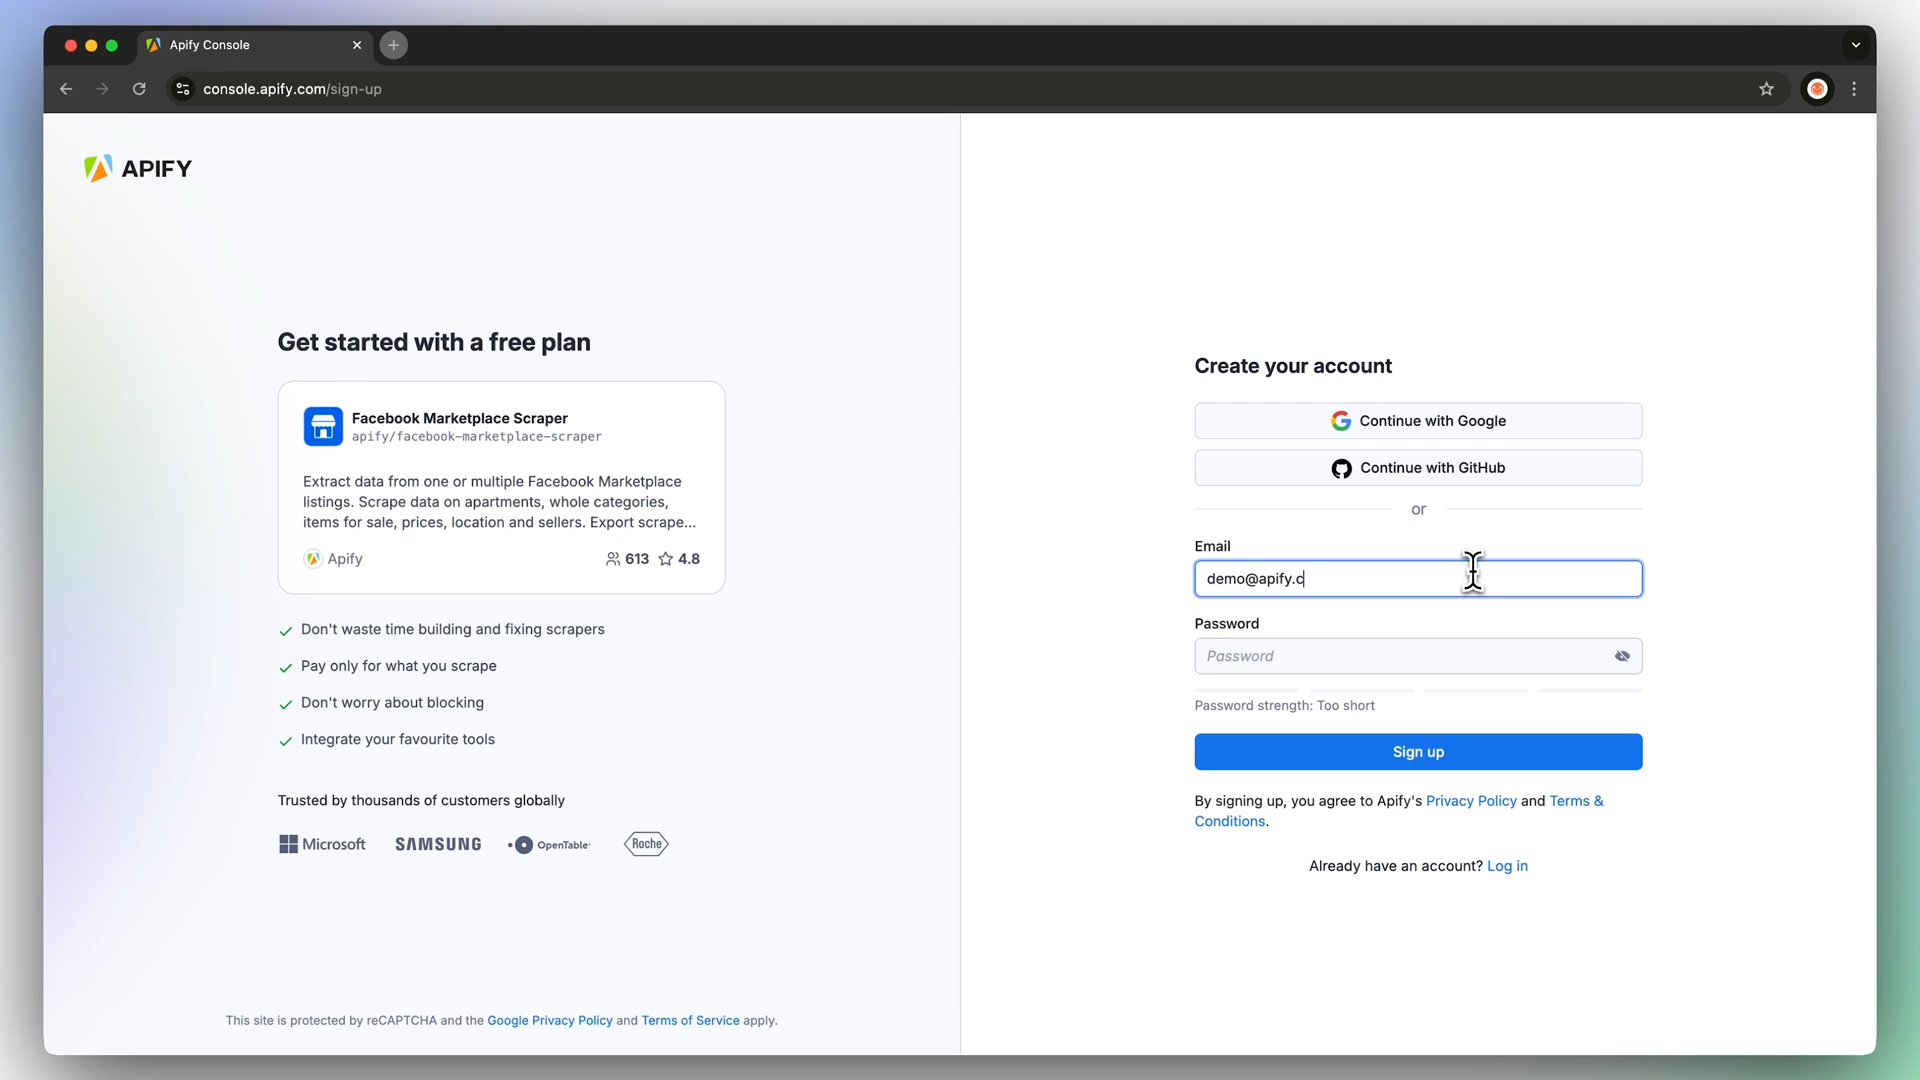 Apify Console
console.apify.com/sign-up
APIFY
Get started with a free plan
Facebook Marketplace Scraper
apify/facebook-marketplace-scraper
Extract data from one or multiple Facebook Marketplace
listings. Scrape data on apartments, whole categories,
items for sale, prices, location and sellers. Export scrape...
Apify
613
4.8
Don't waste time building and fixing scrapers
Pay only for what you scrape
Don't worry about blocking
Integrate your favourite tools
Trusted by thousands of customers globally
Microsoft
SAMSUNG
OpenTable
Roche
This site is protected by reCAPTCHA and the Google Privacy Policy and Terms of Service apply.
Create your account
Continue with Google
Continue with GitHub
or
Email
demo@apify.c
Password
Password
Password strength: Too short
Sign up
By signing up, you agree to Apify's Privacy Policy and Terms &
Conditions.
Already have an account? Log in